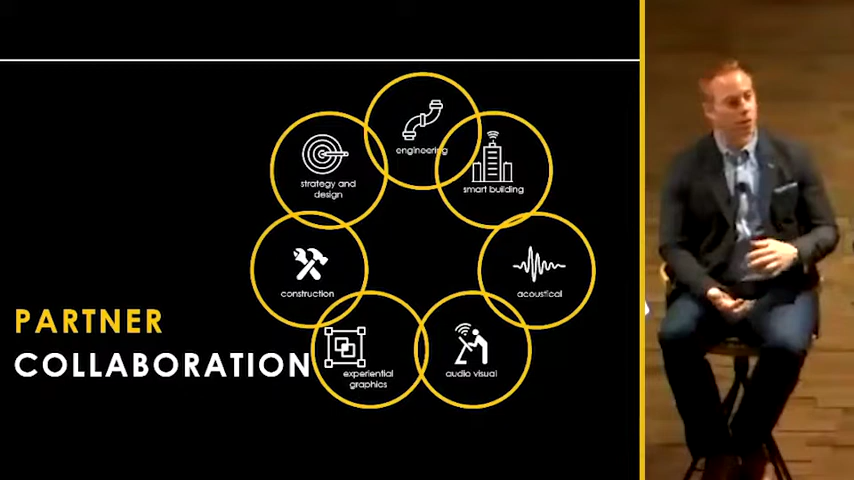 engineering
strategy and
design
smart building
construction
acoustical
PARTNER
COLLABORATION
experiential
graphics
audio visual